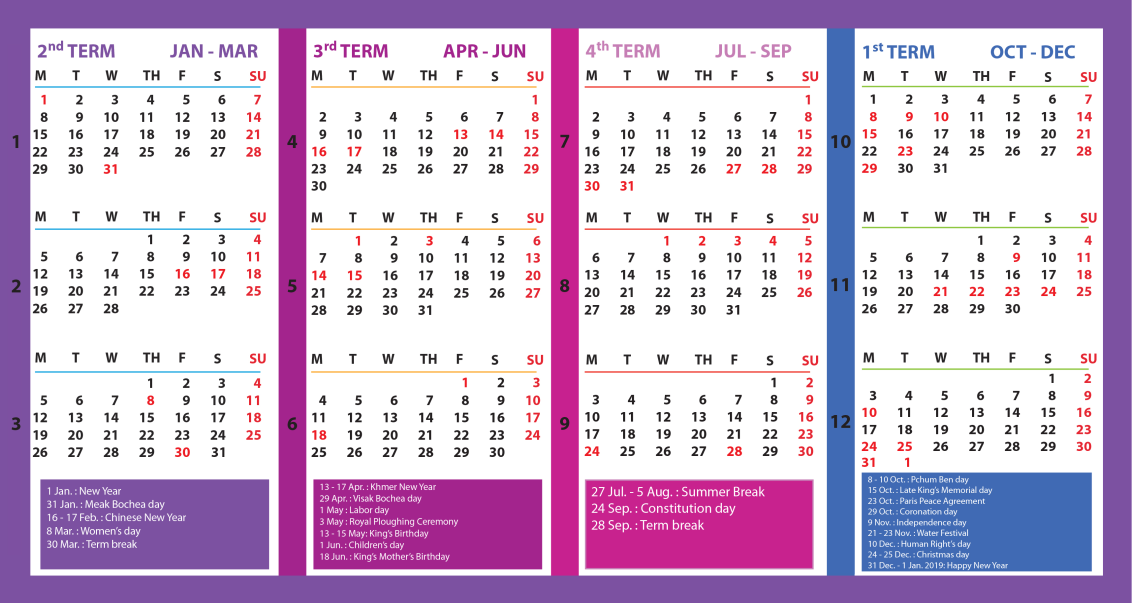 2nd TERM JAN - MAR
M T W TH F S SU
1 2 3 4 5 6 7
8 9 10 11 12 13 14
1
15 16 17 18 19 20 21
22 23 24 25 26 27 28
29 30 31
M T W TH F S SU
1 2 3 4
5 6 7 8 9 10 11
12 13 14 15 16 17 18
2
19 20 21 22 23 24 25
26 27 28
M T W TH F S SU
1 2 3 4
5 6 7 8 9 10 11
12 13 14 15 16 17 18
3
19 20 21 22 23 24 25
26 27 28 29 30 31
1 Jan. : New Year
31 Jan. : Meak Bochea day
16 - 17 Feb. : Chinese New Year
8 Mar. : Women's day
30 Mar. : Term break
3rd TERM APR - JUN
M T W TH F S SU
1
2 3 4 5 6 7 8
9 10 11 12 13 14 15
4
16 17 18 19 20 21 22
23 24 25 26 27 28 29
30
M T W TH F S SU
1 2 3 4 5 6
7 8 9 10 11 12 13
14 15 16 17 18 19 20
5
21 22 23 24 25 26 27
28 29 30 31
M T W TH F S SU
1 2 3
4 5 6 7 8 9 10
11 12 13 14 15 16 17
6
18 19 20 21 22 23 24
25 26 27 28 29 30
13 - 17 Apr. : Khmer New Year
29 Apr. : Visak Bochea day
1 May : Labor day
3 May : Royal Ploughing Ceremony
13 - 15 May: King's Birthday
1 Jun. : Children's day
18 Jun. : King's Mother's Birthday
4th TERM JUL - SEP
M T W TH F S SU
1
2 3 4 5 6 7 8
9 10 11 12 13 14 15
7
16 17 18 19 20 21 22
23 24 25 26 27 28 29
30 31
M T W TH F S SU
1 2 3 4 5
6 7 8 9 10 11 12
13 14 15 16 17 18 19
8
20 21 22 23 24 25 26
27 28 29 30 31
M T W TH F S SU
1 2
3 4 5 6 7 8 9
10 11 12 13 14 15 16
9
17 18 19 20 21 22 23
24 25 26 27 28 29 30
27 Jul. - 5 Aug. : Summer Break
24 Sep. : Constitution day
28 Sep. : Term break
1st TERM OCT - DEC
M T W TH F S SU
1 2 3 4 5 6 7
8 9 10 11 12 13 14
15 16 17 18 19 20 21
10
22 23 24 25 26 27 28
29 30 31
M T W TH F S SU
1 2 3 4
5 6 7 8 9 10 11
12 13 14 15 16 17 18
11
19 20 21 22 23 24 25
26 27 28 29 30
M T W TH F S SU
1 2
3 4 5 6 7 8 9
10 11 12 13 14 15 16
12
17 18 19 20 21 22 23
24 25 26 27 28 29 30
31 1
8 - 10 Oct. : Pchum Ben day
15 Oct. : Late King's Memorial day
23 Oct. : Paris Peace Agreement
29 Oct. : Coronation day
9 Nov. : Independence day
21 - 23 Nov. : Water Festival
10 Dec. : Human Right's day
24 - 25 Dec. : Christmas day
31 Dec. - 1 Jan. 2019: Happy New Year